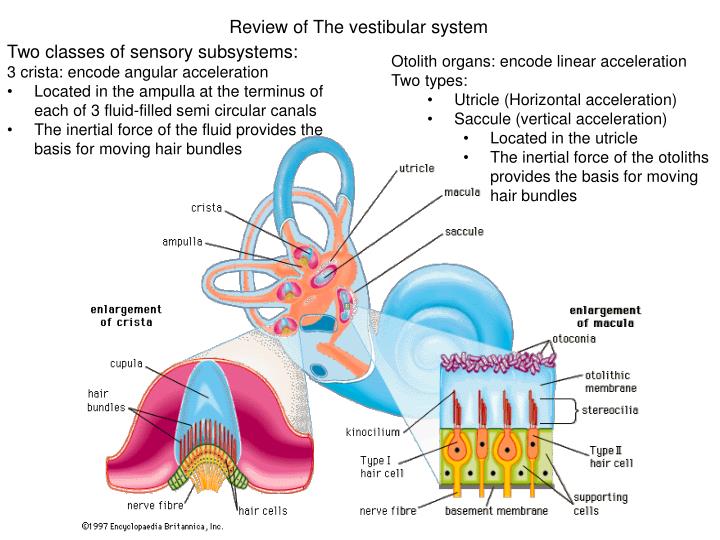 Review of The vestibular system
Two classes of sensory subsystems:
3 crista: encode angular acceleration
• Located in the ampulla at the terminus of
each of 3 fluid-filled semi circular canals
• The inertial force of the fluid provides the
basis for moving hair bundles
Otolith organs: encode linear acceleration
Two types:
• Utricle (Horizontal acceleration)
• Saccule (vertical acceleration)
• Located in the utricle
• The inertial force of the otoliths
provides the basis for moving
hair bundles
utricle
macula
saccule
crista
ampulla
enlargement
of crista
cupula
hair
bundles
nerve fibre
hair cells
enlargement
of macula
otoconia
otolithic
membrane
stereocilia
kinocilium
Type I
hair cell
Type II
hair cell
supporting
cells
nerve fibre
basement membrane
©1997 Encyclopaedia Britannica, Inc.